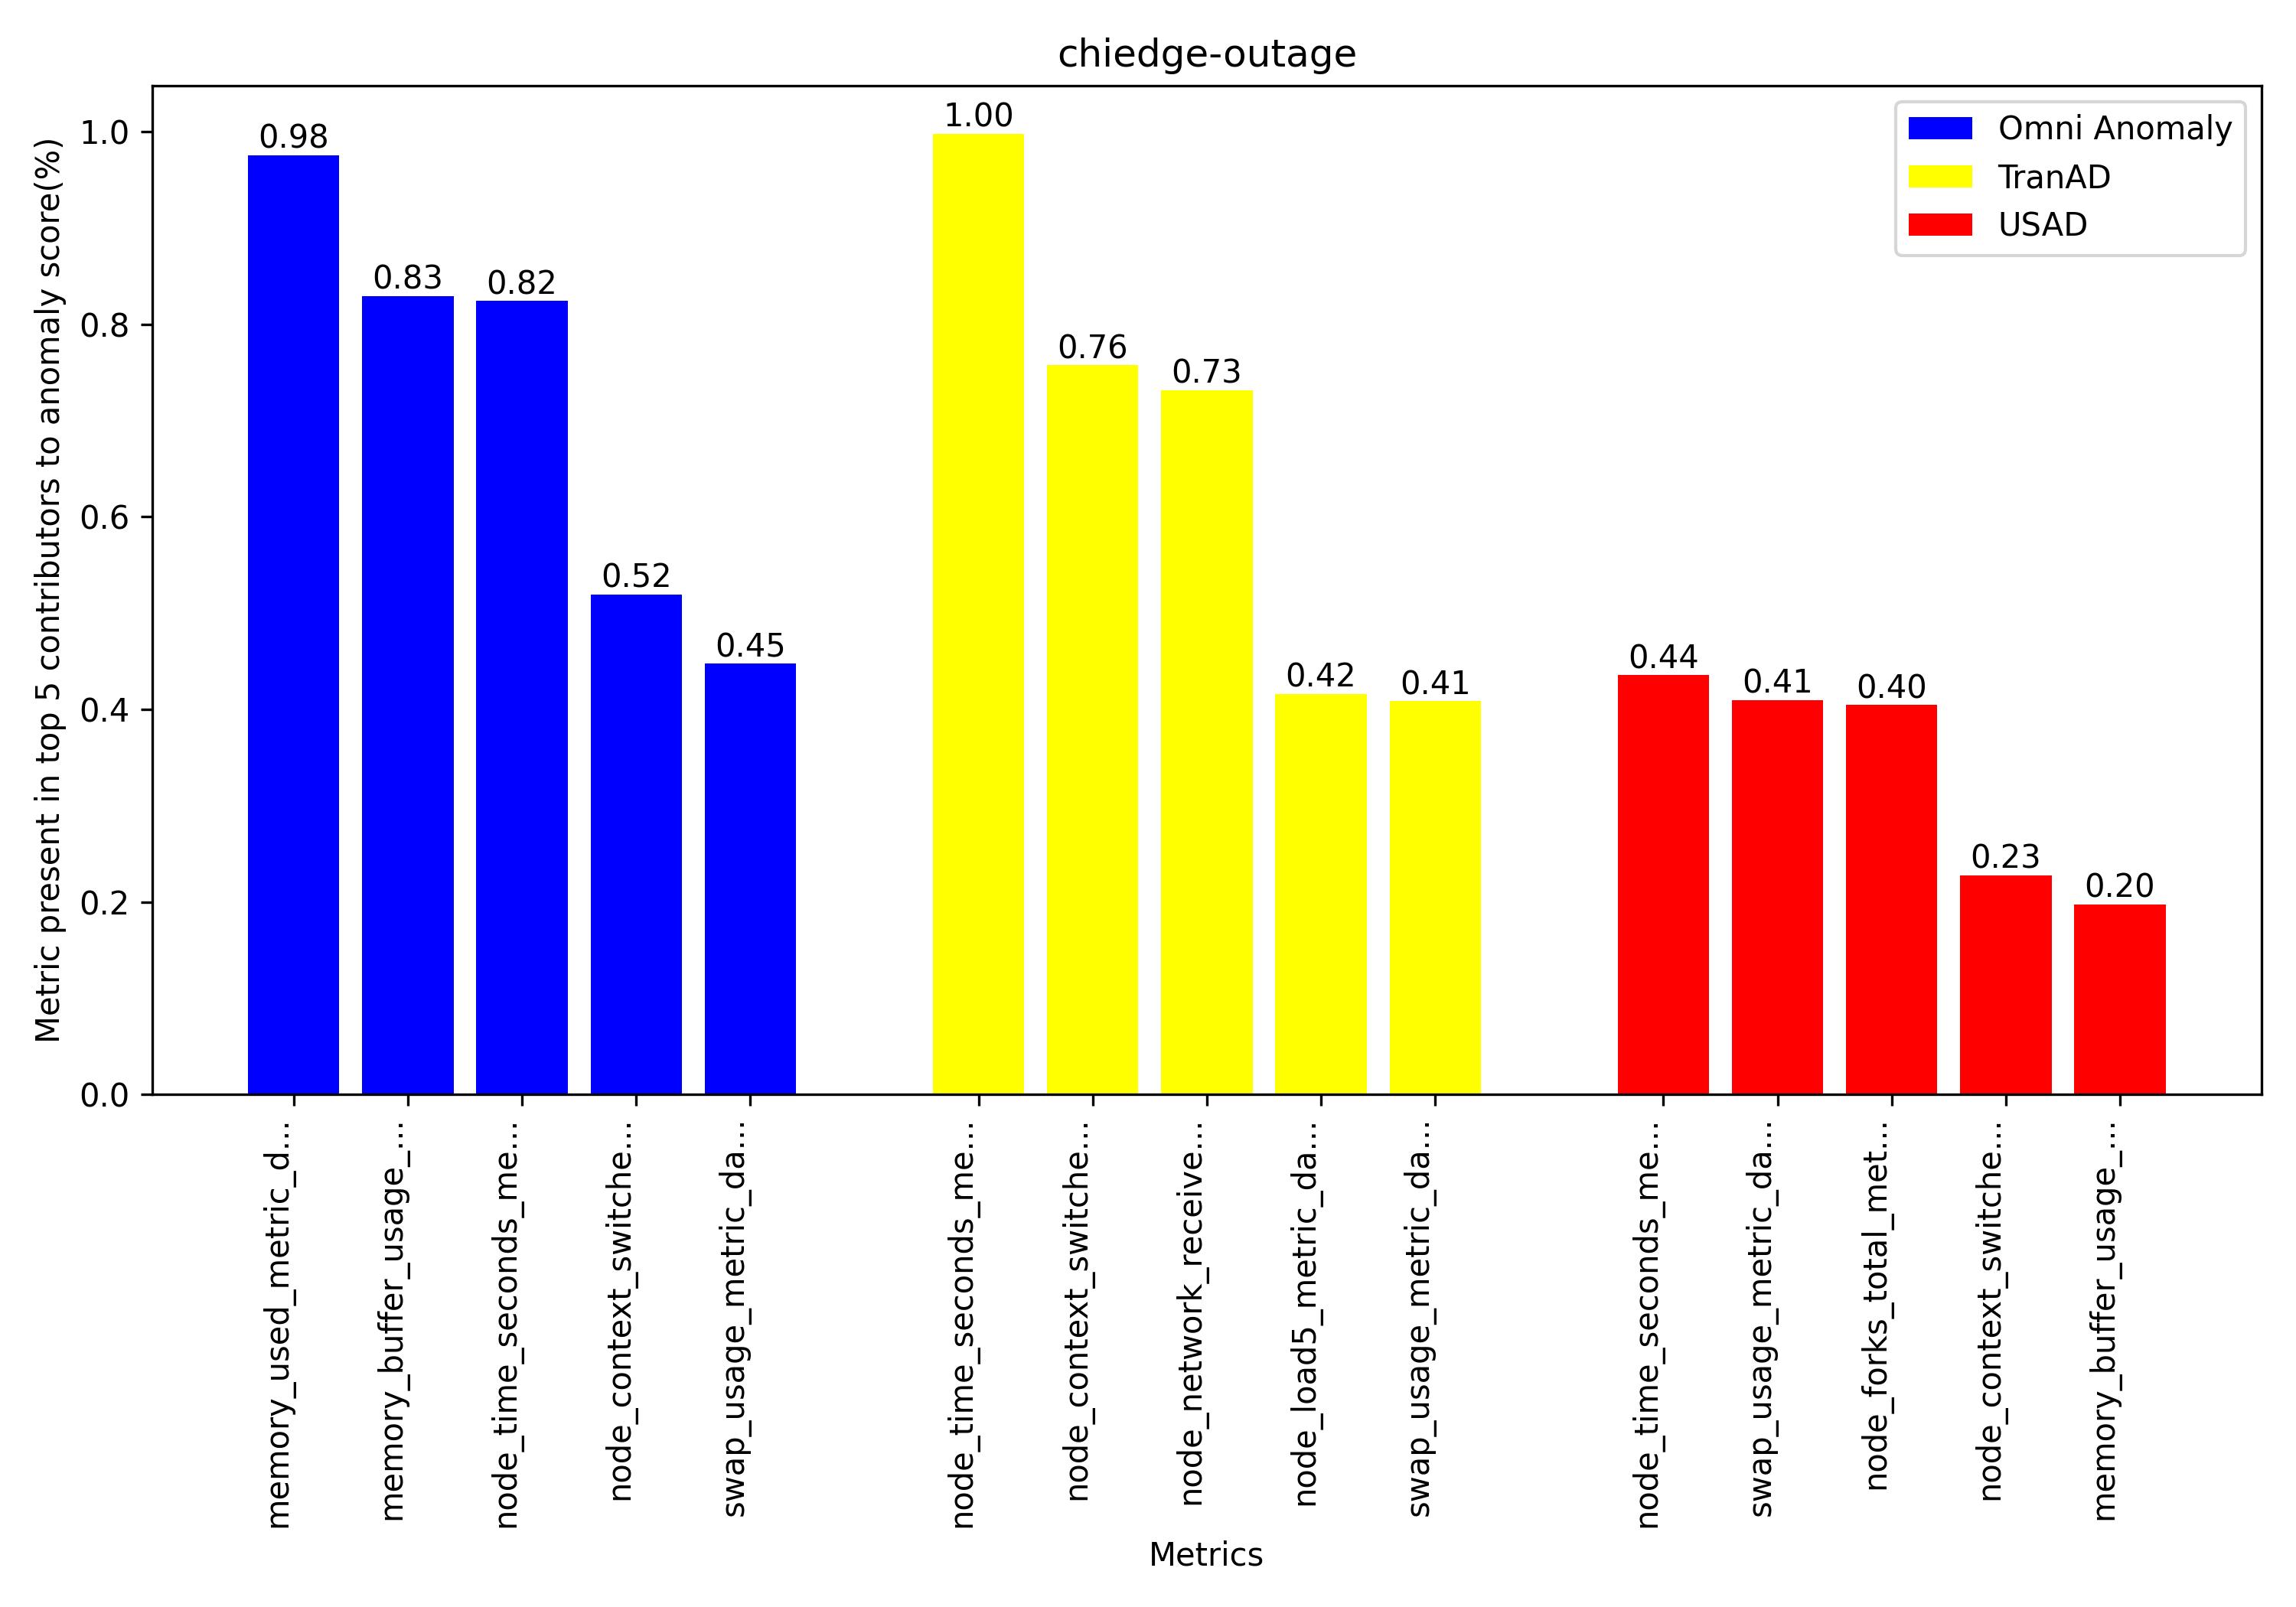 chiedge-outage
Metric present in top 5 contributors to anomaly score(%)
1.0
0.8
0.6
0.4
0.2
0.0
0.98
0.83
0.82
0.52
0.45
1.00
0.76
0.73
0.42
0.41
0.44
0.41
0.40
0.23
0.20
Omni Anomaly
TranAD
USAD
memory_used_metric_d...
memory_buffer_usage_...
node_time_seconds_me...
node_context_switche...
swap_usage_metric_da...
node_time_seconds_me...
node_context_switche...
node_network_receive...
node_load5_metric_da...
swap_usage_metric_da...
node_time_seconds_me...
swap_usage_metric_da...
node_forks_total_met...
node_context_switche...
memory_buffer_usage_...
Metrics